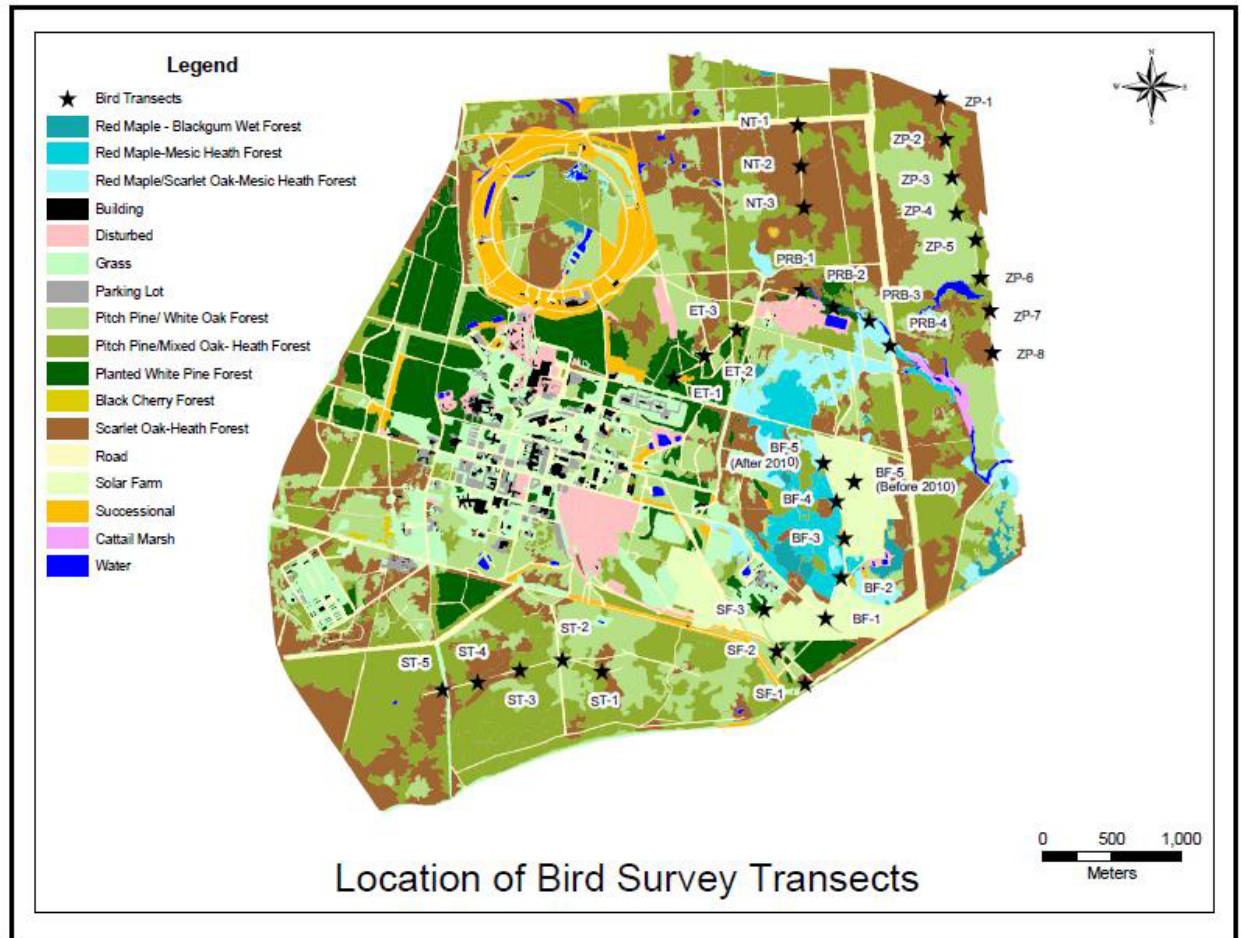 Legend
Bird Transects
Red Maple - Blackgum Wet Forest
Red Maple-Mesic Heath Forest
Red Maple/Scarlet Oak-Mesic Heath Forest
Building
Disturbed
Grass
Parking Lot
Pitch Pine/ White Oak Forest
Pitch Pine/Mixed Oak- Heath Forest
Planted White Pine Forest
Black Cherry Forest
Scarlet Oak-Heath Forest
Road
Solar Farm
Successional
Cattail Marsh
Water
N
W
E
S
ZP-1
NT-1
ZP-2
NT-2
ZP-3
NT-3
ZP-4
ZP-5
PRB-1
PRB-2
ZP-6
PRB-3
ET-3
PRB-4
ZP-7
ZP-8
ET-2
ET-1
BF-5
(After 2010)
BF-5
(Before 2010)
BF-4
BF-3
BF-2
SF-3
BF-1
ST-2
SF-2
ST-4
ST-5
SF-1
ST-3
ST-1
0 500 1,000
Meters
Location of Bird Survey Transects